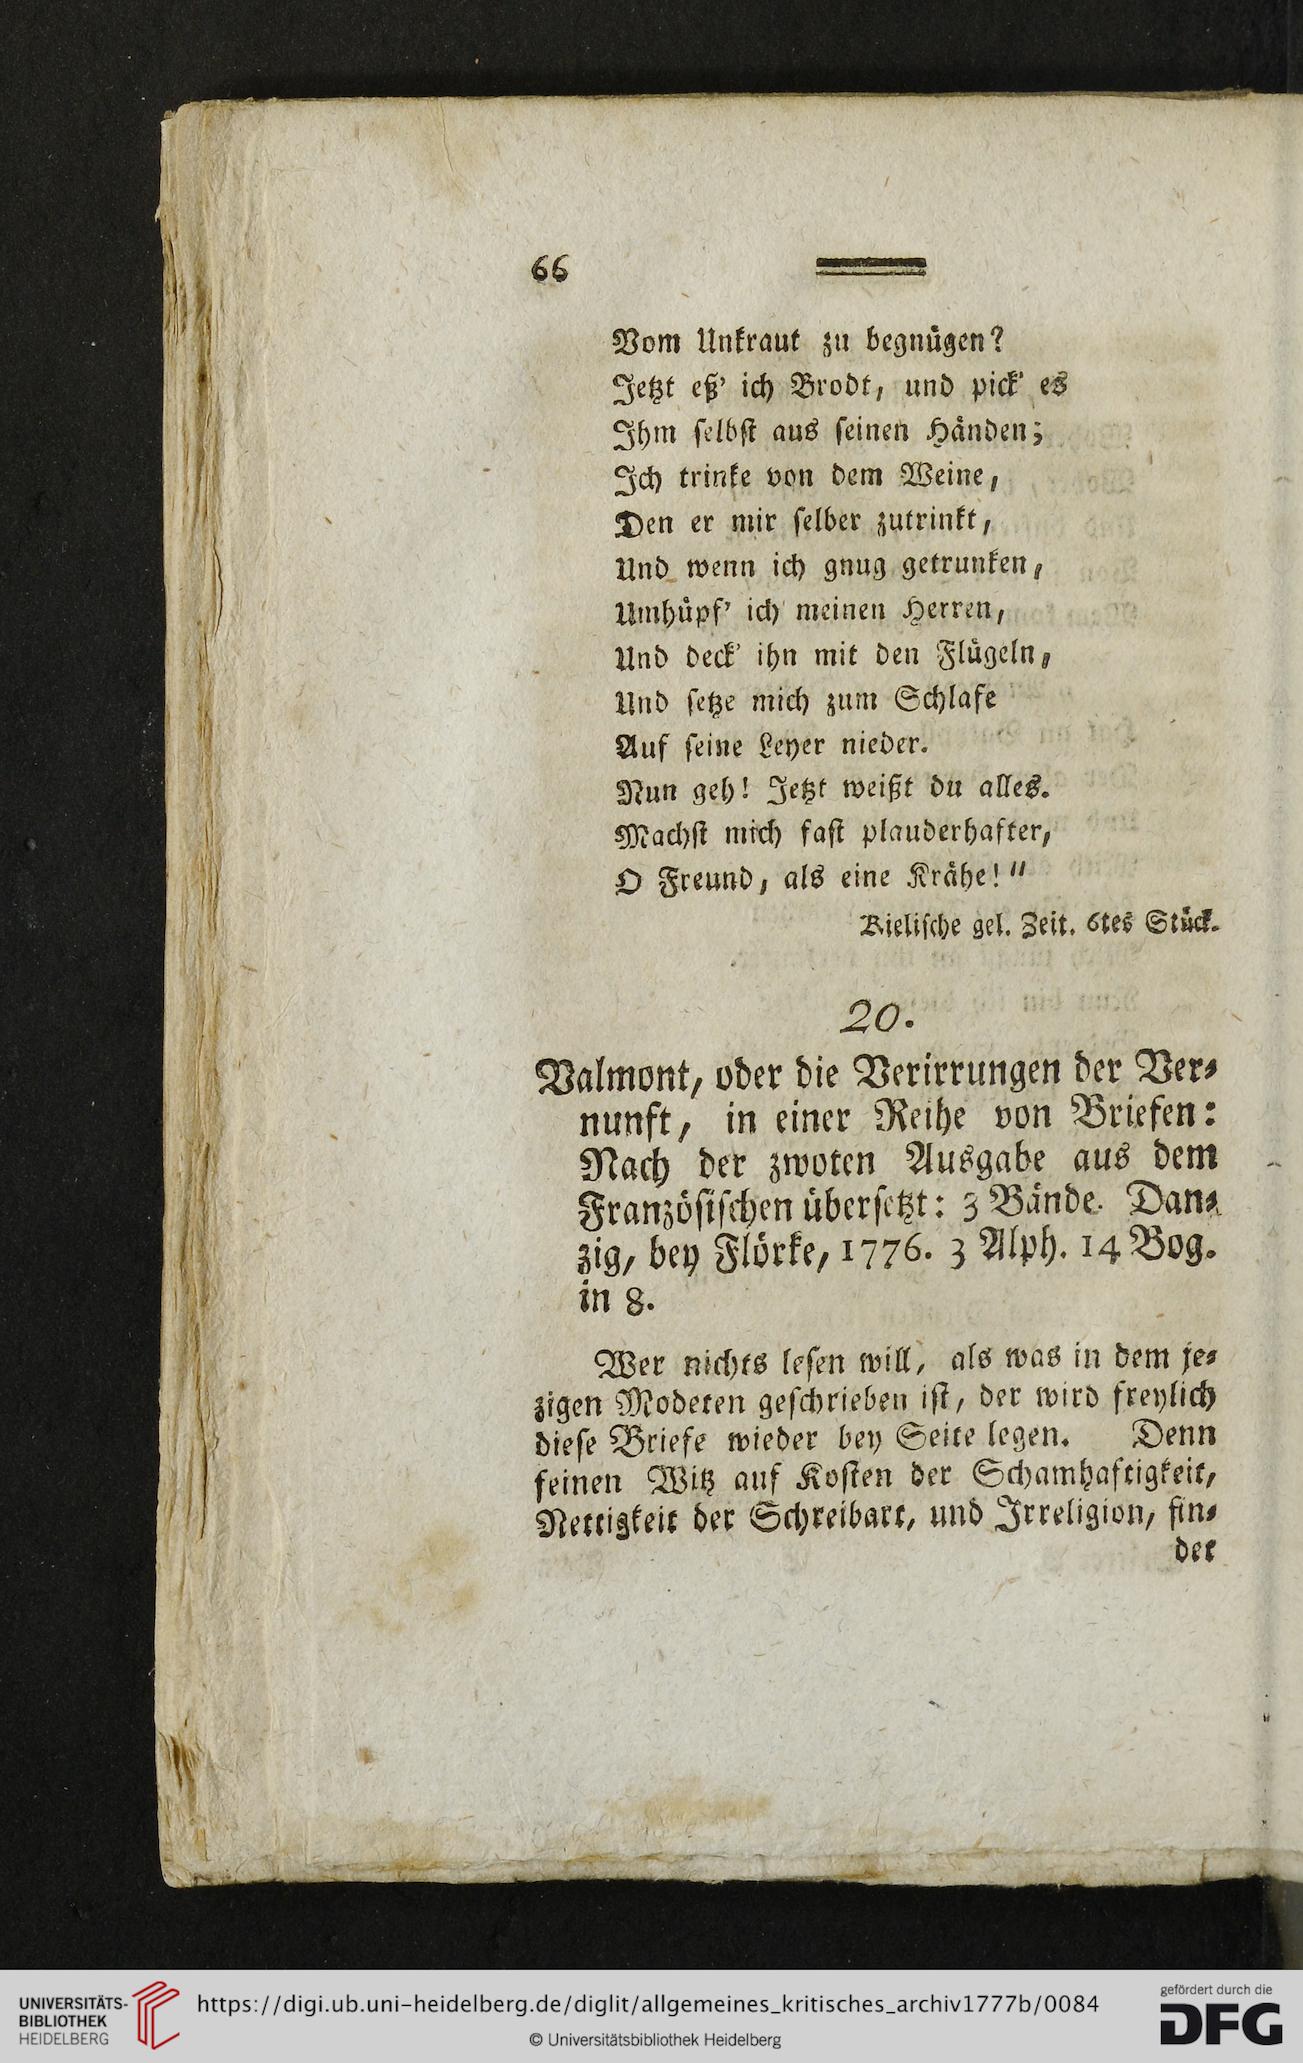 66
Vom Unkraut zu begnügen?
Jetzt eß' ich Brodt, und pick' es
Ihm selbst aus seinen Händen;
Ich trinke von dem Weine,
Den er mir selber zutrinkt,
Und wenn ich gnug getrunken,
Umhüpf' ich meinen Herren,
Und deck' ihn mit den Flügeln,
Und setze mich zum Schlafe
Auf seine Leyer nieder.
Nun geh! Jetzt weißt du alles.
Machst mich fast plauderhafter,
O Freund, als eine Krähe!"
Kielische gel. Zeit. 6tes Stück.
20.
Valmont, oder die Verirrungen der Ver-
nunft, in einer Reihe von Briefen:
Nach der zwoten Ausgabe aus dem
Französischen übersetzt: 3 Bände. Dan-
zig, bey Flörke, 1776. 3 Alph. 14 Bog.
in 8.
Wer nichts lesen will, als was in dem je-
zigen Modeten geschrieben ist, der wird freylich
diese Briefe wieder bey Seite legen. Denn
feinen Witz auf Kosten der Schamhaftigkeit,
Nettigkeit der Schreibart, und Irreligion, fin-
det
UNIVERSITÄTS-
BIBLIOTHEK
HEIDELBERG
https://digi.ub.uni-heidelberg.de/diglit/allgemeines_kritisches_archiv1777b/0084
© Universitätsbibliothek Heidelberg
gefördert durch die
DFG